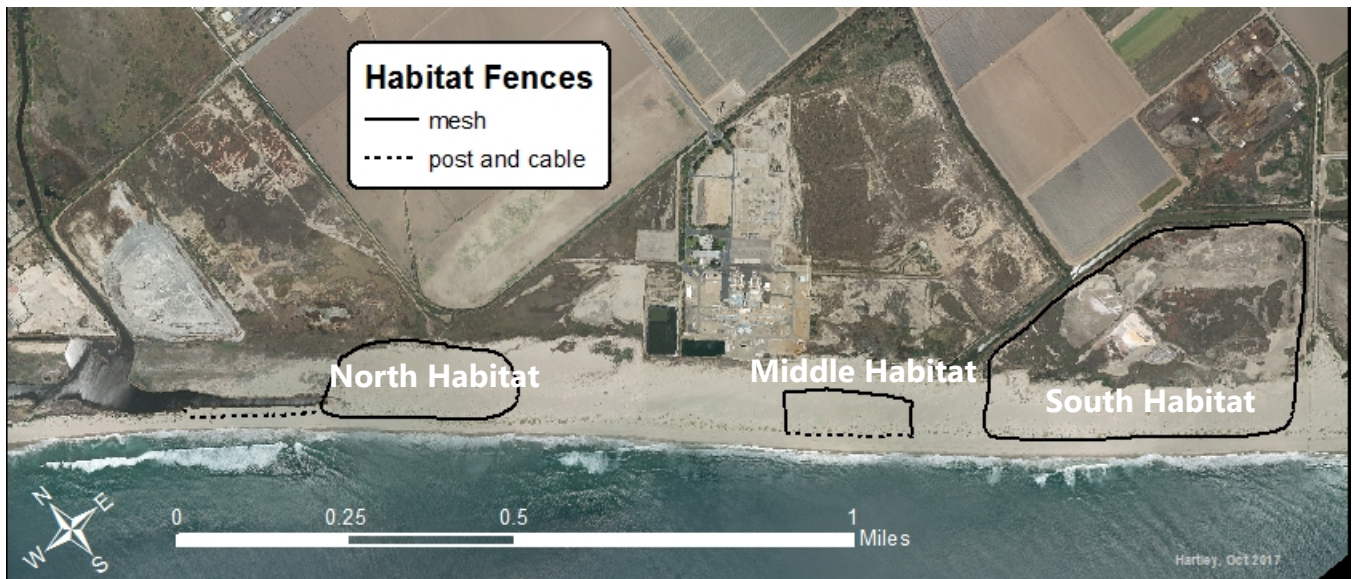 Habitat Fences
mesh
post and cable
North Habitat
Middle Habitat
South Habitat
N
E
W
S
0 0.25 0.5 1
Miles
Hartley, Oct 2017